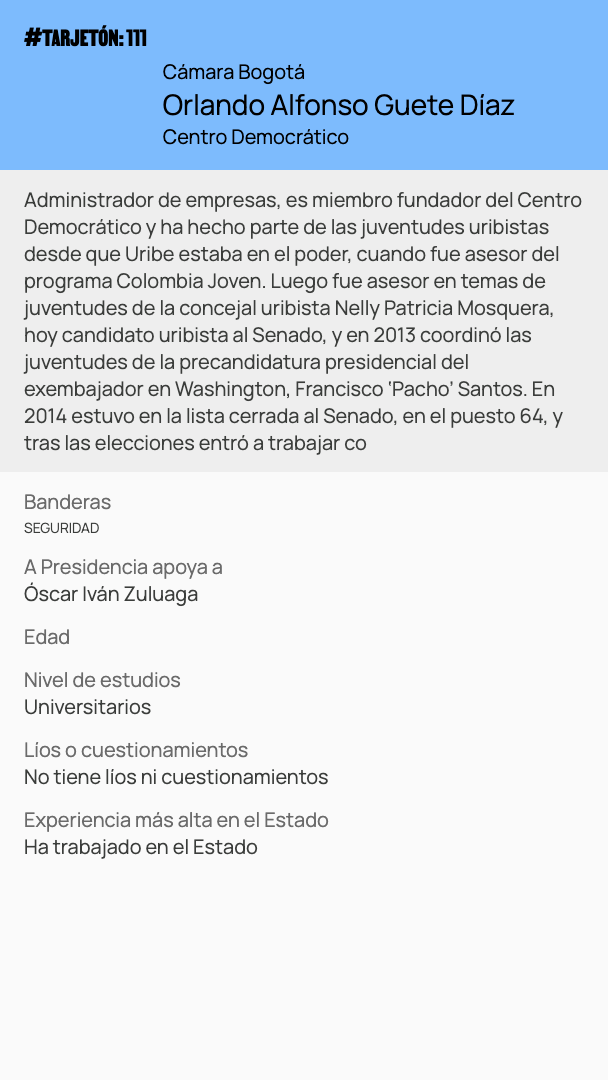 #TARJETÓN: 111
Cámara Bogotá
Orlando Alfonso Guete Díaz
Centro Democrático
Administrador de empresas, es miembro fundador del Centro
Democrático y ha hecho parte de las juventudes uribistas
desde que Uribe estaba en el poder, cuando fue asesor del
programa Colombia Joven. Luego fue asesor en temas de
juventudes de la concejal uribista Nelly Patricia Mosquera,
hoy candidato uribista al Senado, y en 2013 coordinó las
juventudes de la precandidatura presidencial del
exembajador en Washington, Francisco ‘Pacho’ Santos. En
2014 estuvo en la lista cerrada al Senado, en el puesto 64, y
tras las elecciones entró a trabajar co
Banderas
SEGURIDAD
A Presidencia apoya a
Óscar Iván Zuluaga
Edad
Nivel de estudios
Universitarios
Líos o cuestionamientos
No tiene líos ni cuestionamientos
Experiencia más alta en el Estado
Ha trabajado en el Estado